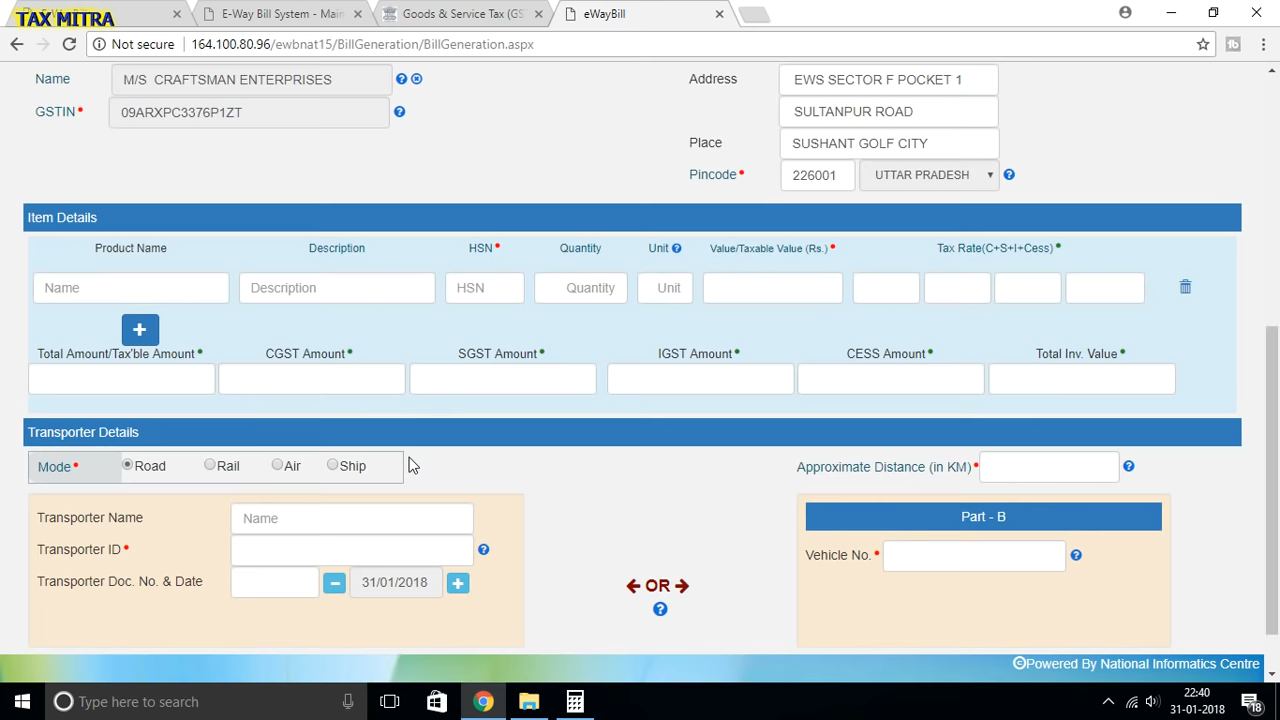 TAX MITRA
E-Way Bill System
E-Way Bill System - Main
Goods & Service Tax (GS
eWayBill
Not secure
164.100.80.96/ewbnat15/BillGeneration/BillGeneration.aspx
Name
M/S CRAFTSMAN ENTERPRISES
Address
EWS SECTOR F POCKET 1
GSTIN *
09ARXPC3376P1ZT
SULTANPUR ROAD
Place
SUSHANT GOLF CITY
Pincode *
226001
UTTAR PRADESH
Item Details
Product Name
Description
HSN *
Quantity
Unit
Value/Taxable Value (Rs.) *
Tax Rate(C+S+I+Cess) *
Name
Description
HSN
Quantity
Unit
Total Amount/Tax'ble Amount *
CGST Amount *
SGST Amount *
IGST Amount *
CESS Amount *
Total Inv. Value *
Transporter Details
Mode *
Road
Rail
Air
Ship
Approximate Distance (in KM) *
Transporter Name
Name
Part - B
Transporter ID *
Vehicle No. *
Transporter Doc. No. & Date
31/01/2018
OR
©Powered By National Informatics Centre
Type here to search
22:40
31-01-2018
18